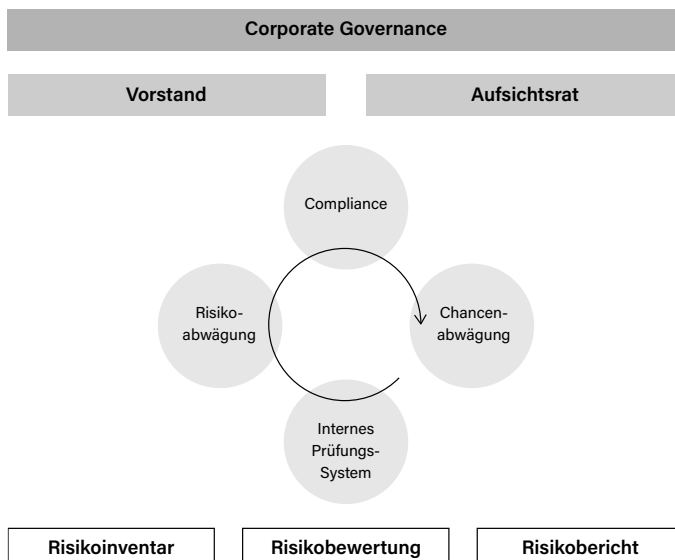 Corporate Governance
Vorstand
Aufsichtsrat
Compliance
Risiko-
abwägung
Chancen-
abwägung
Internes
Prüfungs-
System
Risikoinventar
Risikobewertung
Risikobericht